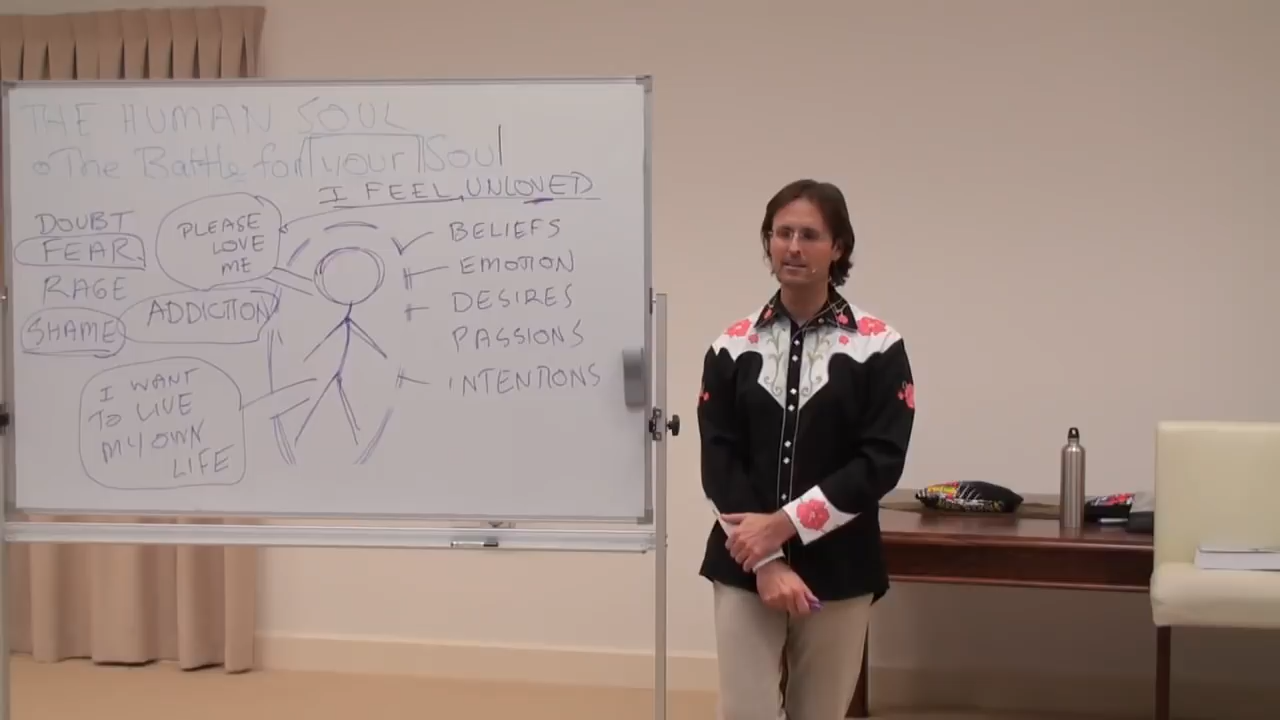 THE HUMAN SOUL
The Battle for your Soul
I FEEL UNLOVED
DOUBT
FEAR
RAGE
SHAME
ADDICTION
PLEASE
LOVE
ME
I WANT
TO LIVE
MY OWN
LIFE
BELIEFS
EMOTION
DESIRES
PASSIONS
INTENTIONS